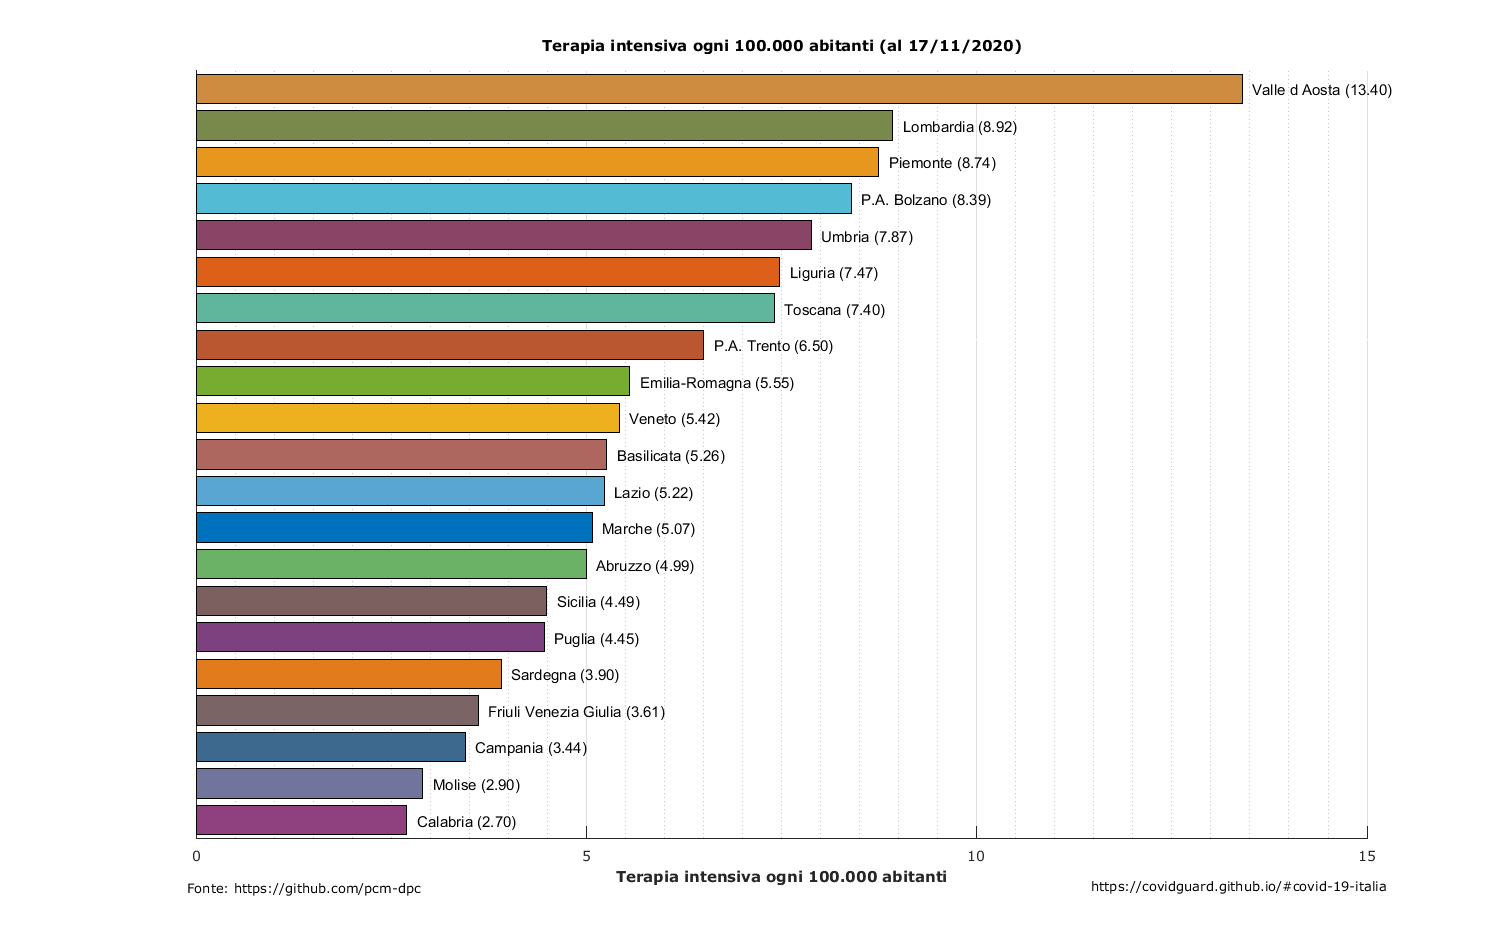 Terapia intensiva ogni 100.000 abitanti (al 17/11/2020)
Valle d Aosta (13.40)
Lombardia (8.92)
Piemonte (8.74)
P.A. Bolzano (8.39)
Umbria (7.87)
Liguria (7.47)
Toscana (7.40)
P.A. Trento (6.50)
Emilia-Romagna (5.55)
Veneto (5.42)
Basilicata (5.26)
Lazio (5.22)
Marche (5.07)
Abruzzo (4.99)
Sicilia (4.49)
Puglia (4.45)
Sardegna (3.90)
Friuli Venezia Giulia (3.61)
Campania (3.44)
Molise (2.90)
Calabria (2.70)
0 5 10 15
Terapia intensiva ogni 100.000 abitanti
Fonte: https://github.com/pcm-dpc
https://covidguard.github.io/#covid-19-italia